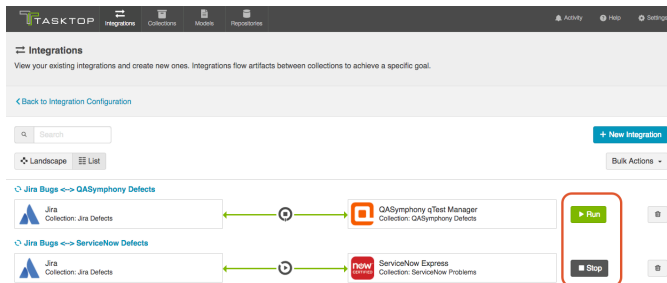 TASKTOP
Integrations
Collections
Models
Repositories
Activity
Help
Settings
Integrations
View your existing integrations and create new ones. Integrations flow artifacts between collections to achieve a specific goal.
Back to Integration Configuration
Search
+ New Integration
Landscape
List
Bulk Actions
Jira Bugs <--> QASymphony Defects
Jira
Collection: Jira Defects
QASymphony qTest Manager
Collection: QASymphony Defects
Run
Jira Bugs <--> ServiceNow Defects
Jira
Collection: Jira Defects
now
ServiceNow Express
Collection: ServiceNow Problems
Stop